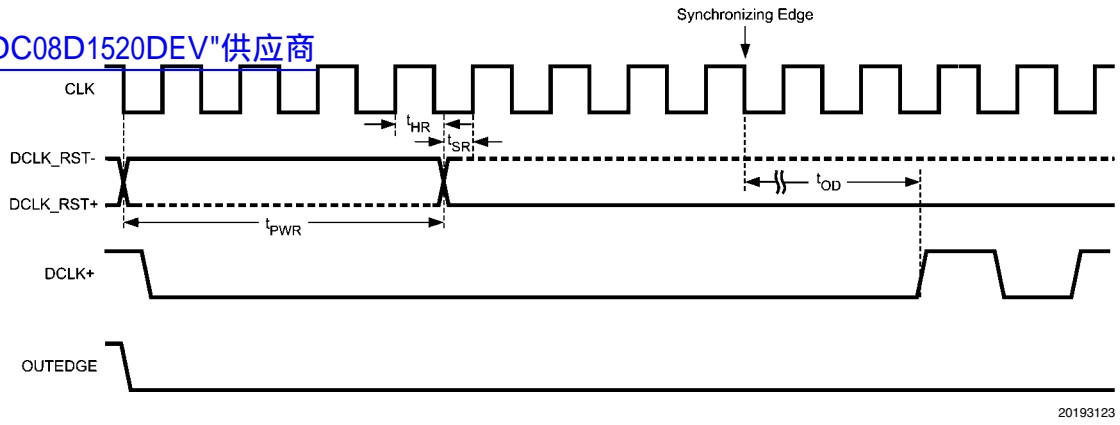 Synchronizing Edge
DC08D1520DEV"供应商
CLK
tHR
tSR
DCLK_RST-
tOD
DCLK_RST+
tPWR
DCLK+
OUTEDGE
20193123